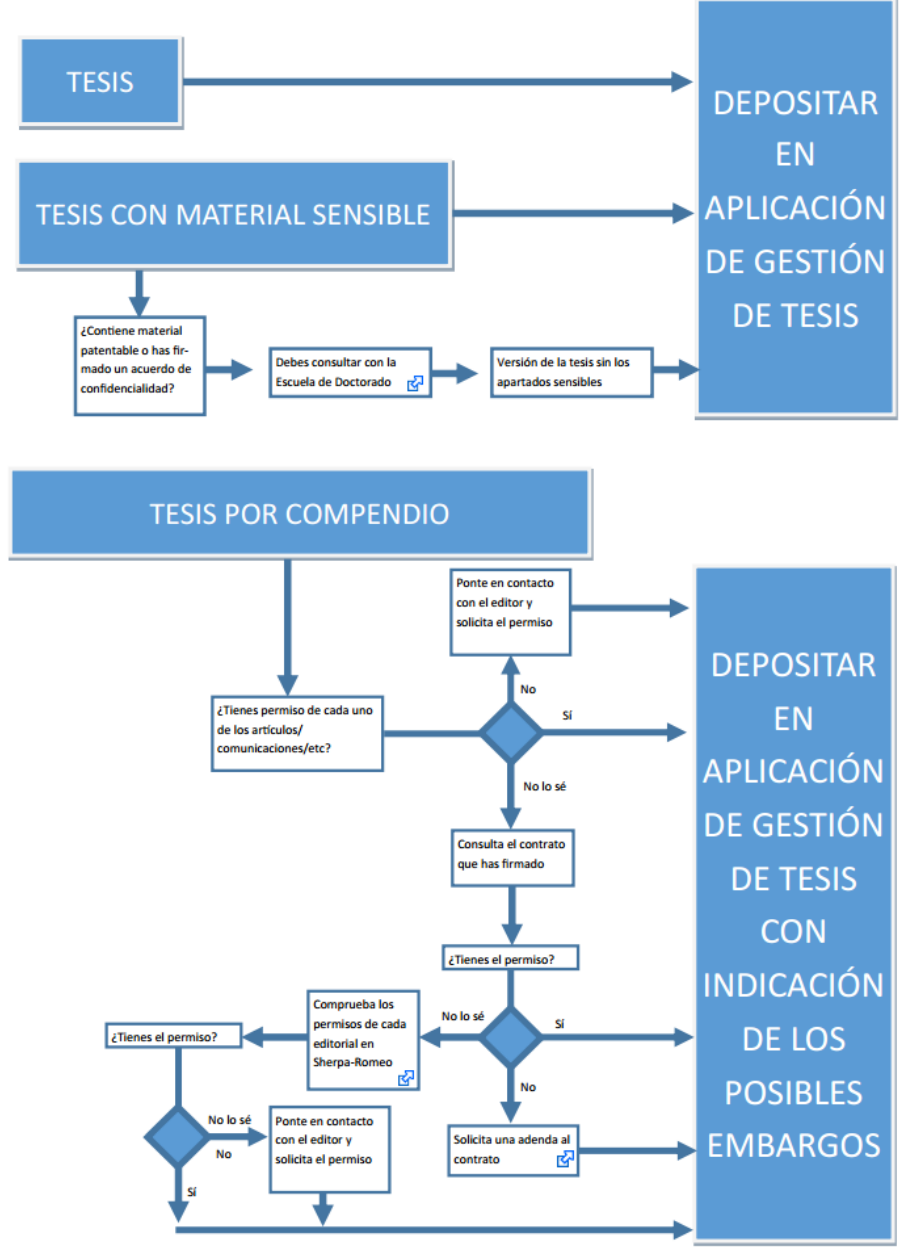 TESIS
DEPOSITAR
EN
APLICACIÓN
DE GESTIÓN
DE TESIS
TESIS CON MATERIAL SENSIBLE
¿Contiene material
patentable o has fir-
mado un acuerdo de
confidencialidad?
Debes consultar con la
Escuela de Doctorado
Versión de la tesis sin los
apartados sensibles
TESIS POR COMPENDIO
Ponte en contacto
con el editor y
solicita el permiso
No
¿Tienes permiso de cada uno
de los artículos/
comunicaciones/etc?
Sí
No lo sé
Consulta el contrato
que has firmado
¿Tienes el permiso?
No lo sé
Sí
No
Comprueba los
permisos de cada
editorial en
Sherpa-Romeo
¿Tienes el permiso?
No lo sé
No
Sí
Ponte en contacto
con el editor y
solicita el permiso
Solicita una adenda al
contrato
DEPOSITAR
EN
APLICACIÓN
DE GESTIÓN
DE TESIS
CON
INDICACIÓN
DE LOS
POSIBLES
EMBARGOS